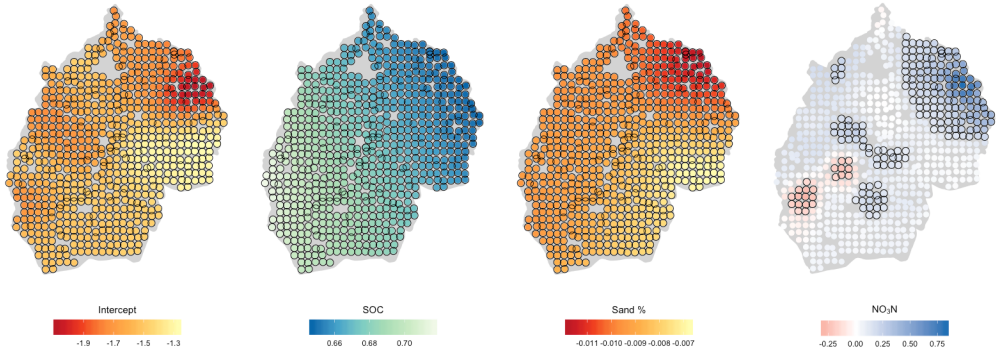 Intercept
-1.9 -1.7 -1.5 -1.3
SOC
0.66 0.68 0.70
Sand %
-0.011 -0.010 -0.009 -0.008 -0.007
NO₃N
-0.25 0.00 0.25 0.50 0.75